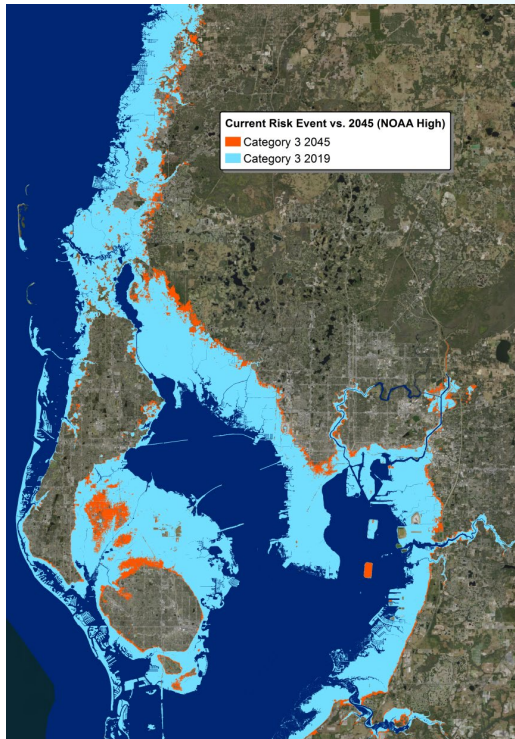 Current Risk Event vs. 2045 (NOAA High)
Category 3 2045
Category 3 2019